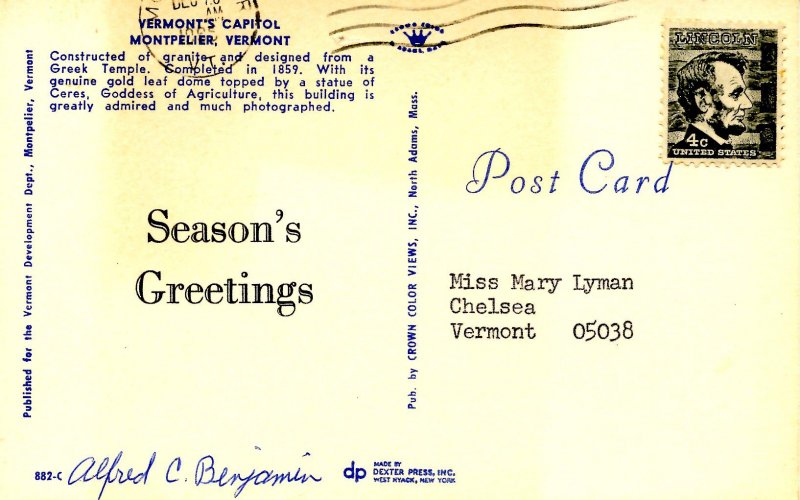 VERMONT'S CAPITOL
MONTPELIER, VERMONT
Constructed of granite and designed from a
Greek Temple. Completed in 1859. With its
genuine gold leaf dome topped by a statue of
Ceres, Goddess of Agriculture, this building is
greatly admired and much photographed.
Published for the Vermont Development Dept., Montpelier, Vermont
Season's
Greetings
882-C Alfred C. Benjamin
dp MADE BY
DEXTER PRESS, INC.
WEST NYACK, NEW YORK
Pub. by CROWN COLOR VIEWS, INC., North Adams, Mass.
DEC
AM
LINCOLN
4c
UNITED STATES
Post Card
Miss Mary Lyman
Chelsea
Vermont 05038